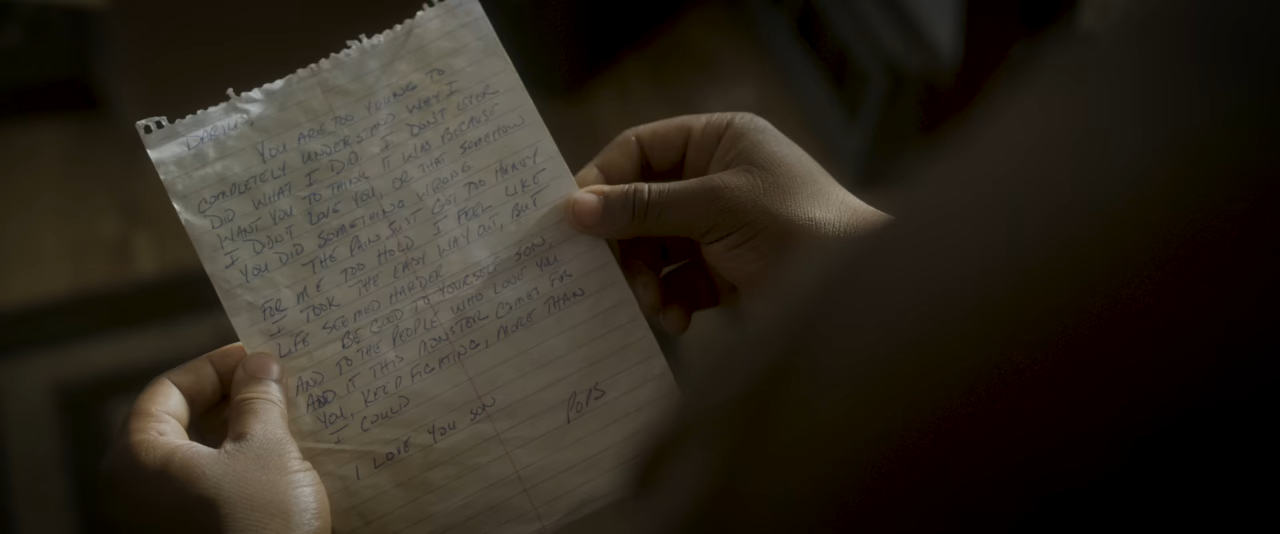 DARIUS,
YOU ARE TOO YOUNG TO
COMPLETELY UNDERSTAND WHY I
DID WHAT I DO. I DON'T EVER
WANT YOU TO THINK IT WAS BECAUSE
I DON'T LOVE YOU, OR THAT SOMEHOW
YOU DID SOMETHING WRONG.
THE PAIN JUST GOT TOO HEAVY
FOR ME TOO HOLD. I FEEL LIKE
I TOOK THE EASY WAY OUT, BUT
LIFE SEEMED HARDER
BE GOOD TO YOURSELF SON,
AND TO THE PEOPLE WHO LOVE YOU
AND IF THIS MONSTER COMES FOR
YOU, KEEP FIGHTING, MORE THAN
I COULD
I LOVE YOU SON
POPS